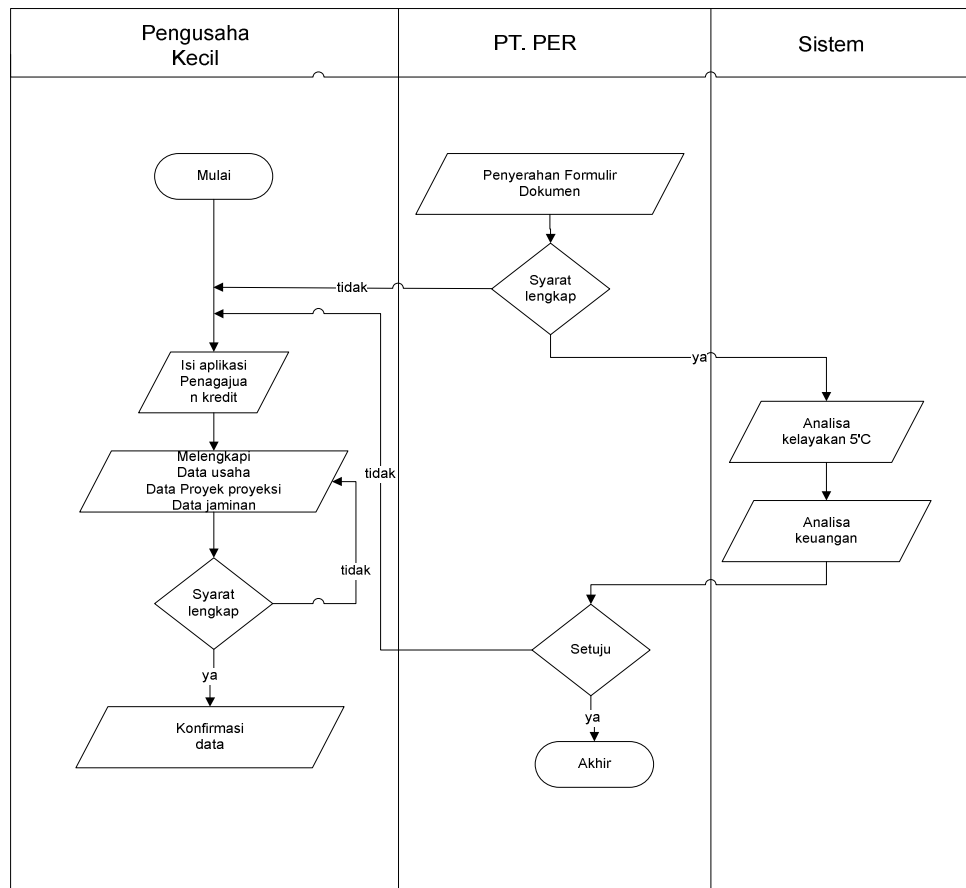 Pengusaha
Kecil
PT. PER
Sistem
Mulai
Penyerahan Formulir
Dokumen
Syarat
lengkap
tidak
ya
Isi aplikasi
Penagajua
n kredit
Melengkapi
Data usaha
Data Proyek proyeksi
Data jaminan
tidak
tidak
Syarat
lengkap
ya
Konfirmasi
data
Analisa
kelayakan 5'C
Analisa
keuangan
Setuju
ya
Akhir